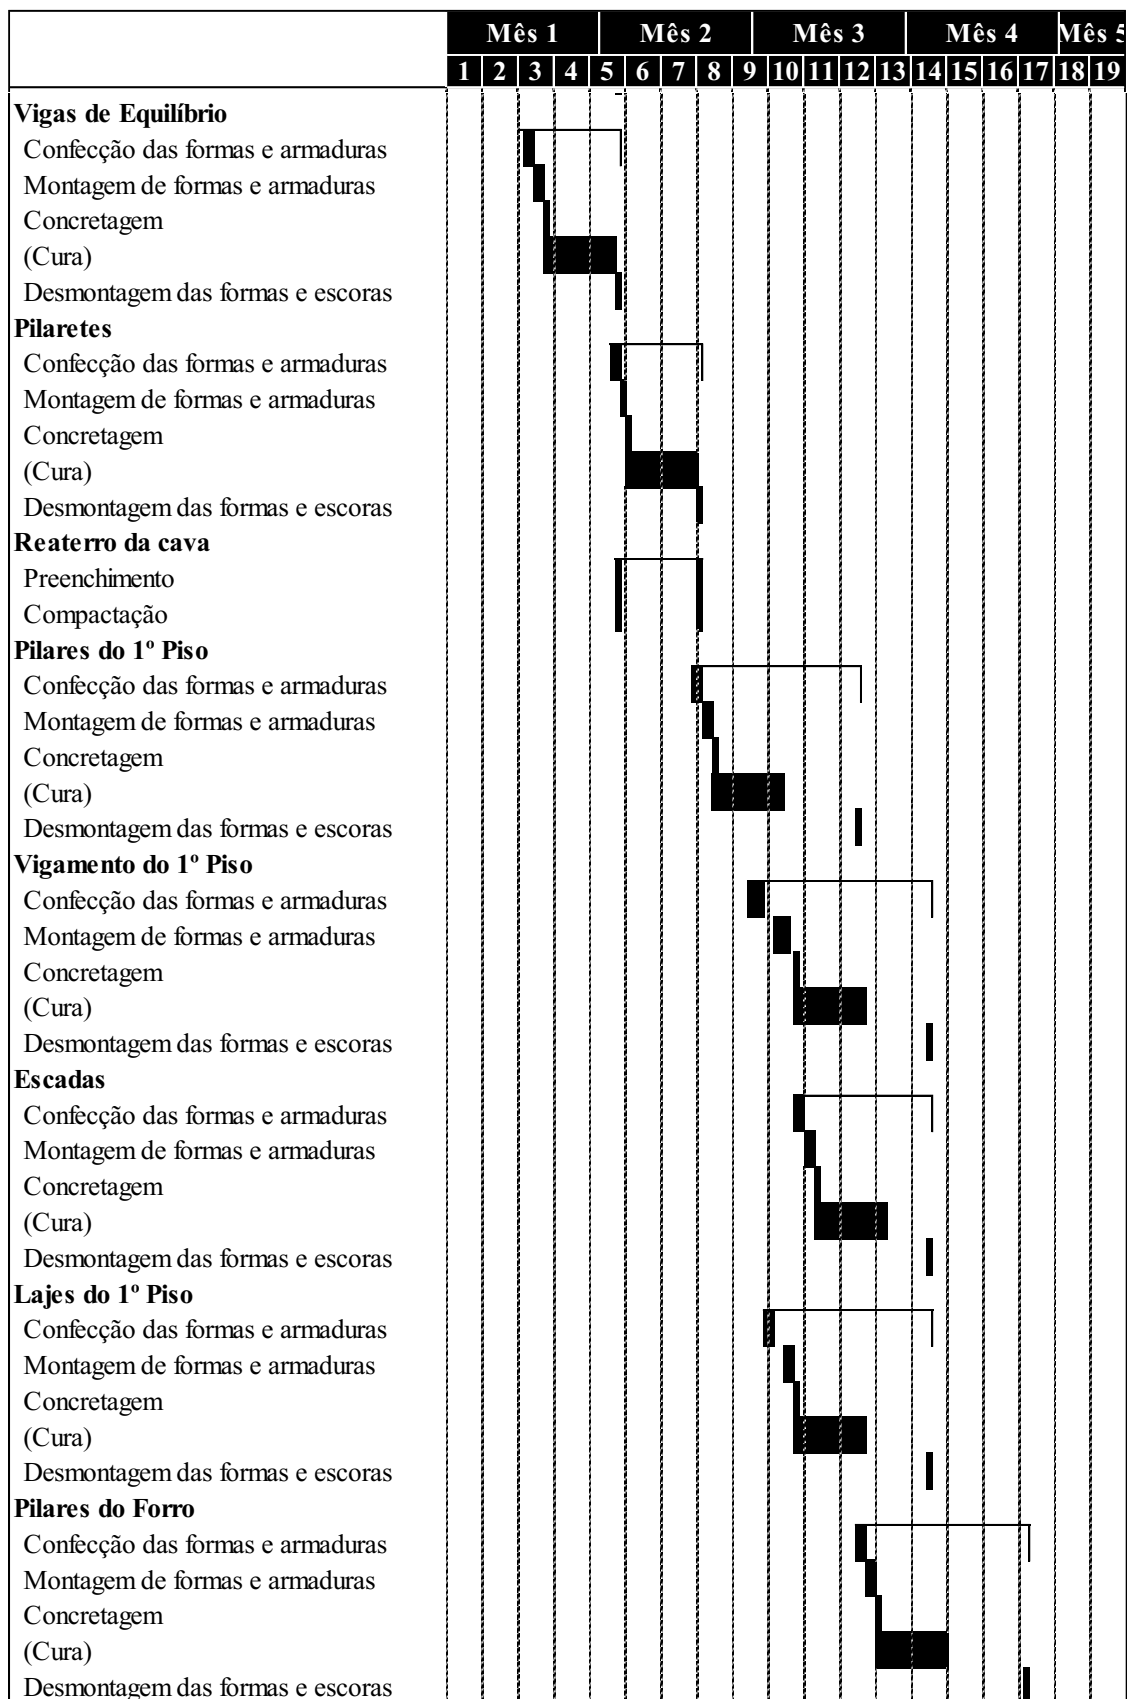 Mês 1 Mês 2 Mês 3 Mês 4 Mês 5
1 2 3 4 5 6 7 8 9 10 11 12 13 14 15 16 17 18 19
Vigas de Equilíbrio
Confecção das formas e armaduras
Montagem de formas e armaduras
Concretagem
(Cura)
Desmontagem das formas e escoras
Pilaretes
Confecção das formas e armaduras
Montagem de formas e armaduras
Concretagem
(Cura)
Desmontagem das formas e escoras
Reaterro da cava
Preenchimento
Compactação
Pilares do 1º Piso
Confecção das formas e armaduras
Montagem de formas e armaduras
Concretagem
(Cura)
Desmontagem das formas e escoras
Vigamento do 1º Piso
Confecção das formas e armaduras
Montagem de formas e armaduras
Concretagem
(Cura)
Desmontagem das formas e escoras
Escadas
Confecção das formas e armaduras
Montagem de formas e armaduras
Concretagem
(Cura)
Desmontagem das formas e escoras
Lajes do 1º Piso
Confecção das formas e armaduras
Montagem de formas e armaduras
Concretagem
(Cura)
Desmontagem das formas e escoras
Pilares do Forro
Confecção das formas e armaduras
Montagem de formas e armaduras
Concretagem
(Cura)
Desmontagem das formas e escoras